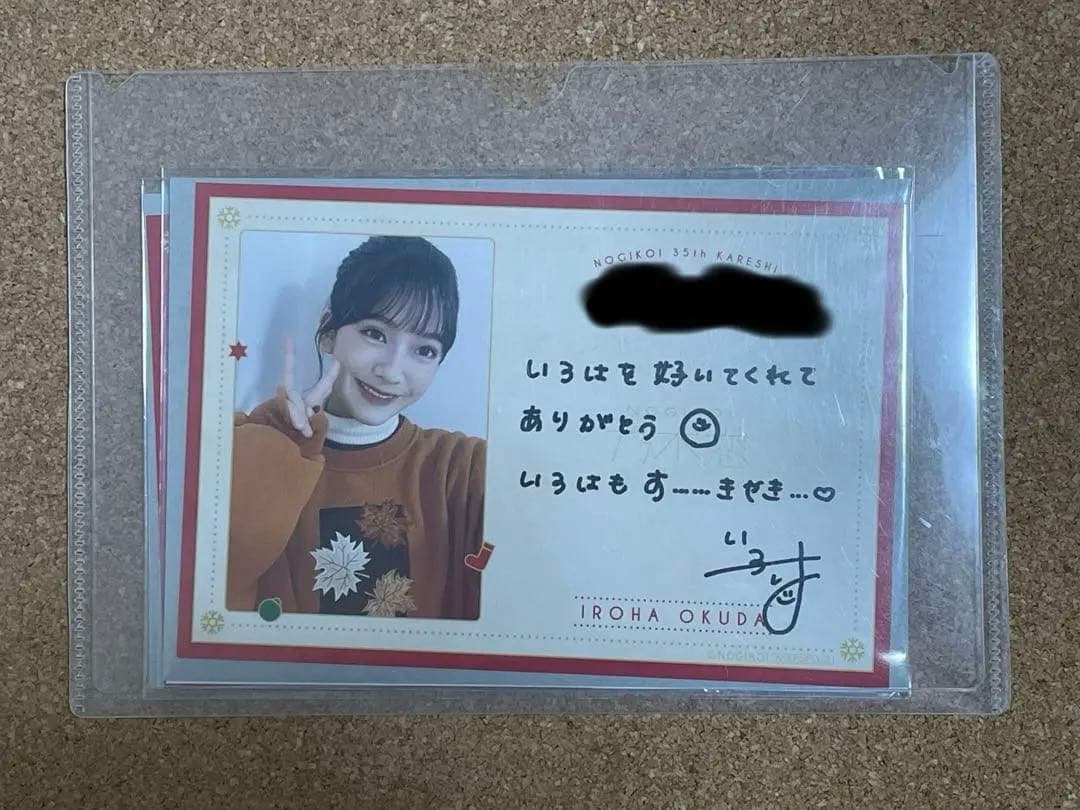 NOGIKOI 35th KARESHI
いろはを 好いてくれて
ありがとう
いろはも す……きやき…♡
いろは
IROHA OKUDA